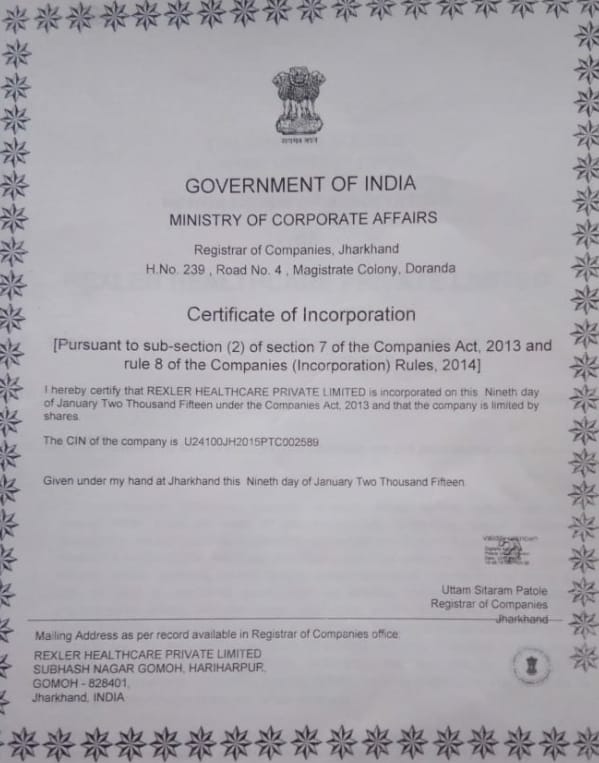 सत्यमेव जयते
GOVERNMENT OF INDIA
MINISTRY OF CORPORATE AFFAIRS
Registrar of Companies, Jharkhand
H.No. 239 , Road No. 4 , Magistrate Colony, Doranda
Certificate of Incorporation
[Pursuant to sub-section (2) of section 7 of the Companies Act, 2013 and
rule 8 of the Companies (Incorporation) Rules, 2014]
I hereby certify that REXLER HEALTHCARE PRIVATE LIMITED is incorporated on this Nineth day
of January Two Thousand Fifteen under the Companies Act, 2013 and that the company is limited by
shares.
The CIN of the company is U24100JH2015PTC002589
Given under my hand at Jharkhand this Nineth day of January Two Thousand Fifteen.
Uttam Sitaram Patole
Registrar of Companies
Jharkhand
Mailing Address as per record available in Registrar of Companies office:
REXLER HEALTHCARE PRIVATE LIMITED
SUBHASH NAGAR GOMOH, HARIHARPUR,
GOMOH - 828401,
Jharkhand, INDIA